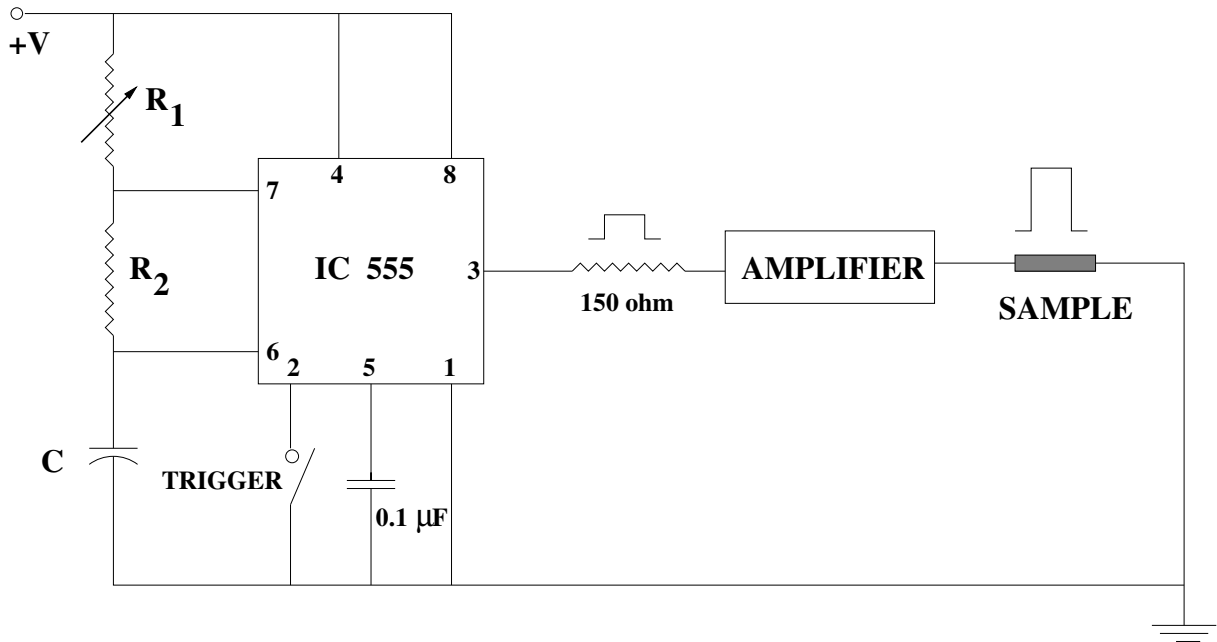 +V
R1
4
8
7
R2
IC 555
3
AMPLIFIER
150 ohm
SAMPLE
6
2
5
1
C
TRIGGER
0.1 μF